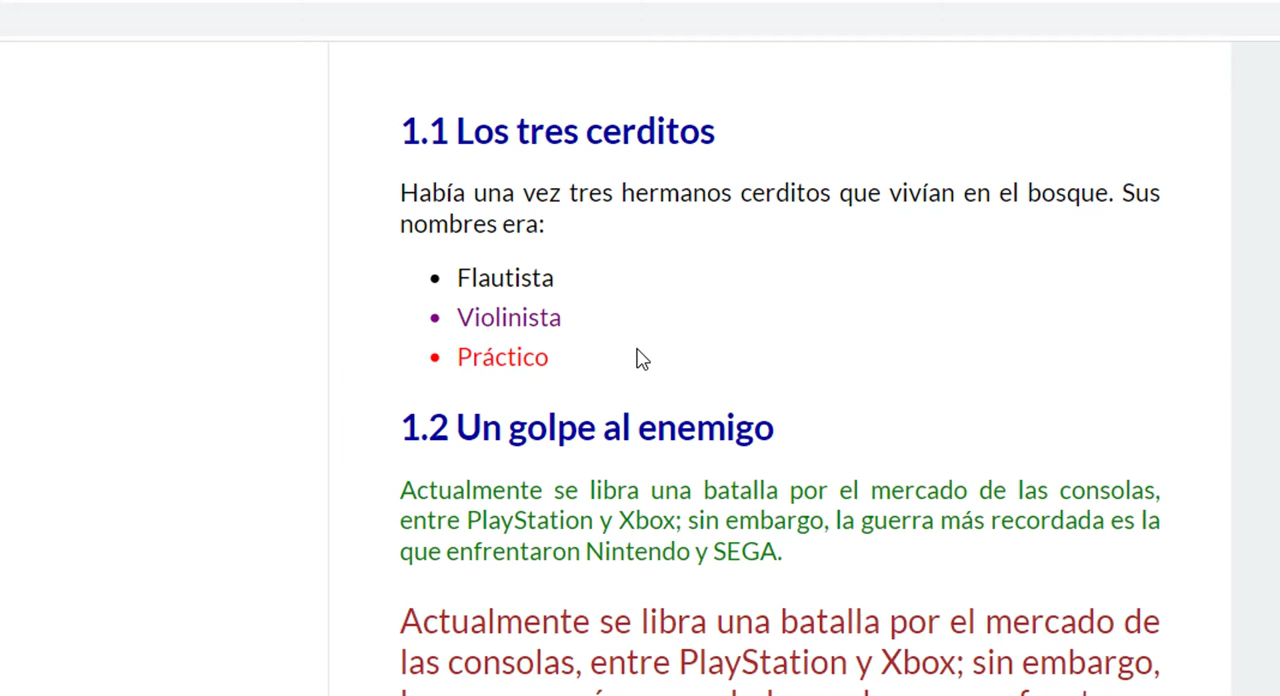 1.1 Los tres cerditos
Había una vez tres hermanos cerditos que vivían en el bosque. Sus
nombres era:
• Flautista
• Violinista
• Práctico
1.2 Un golpe al enemigo
Actualmente se libra una batalla por el mercado de las consolas,
entre PlayStation y Xbox; sin embargo, la guerra más recordada es la
que enfrentaron Nintendo y SEGA.
Actualmente se libra una batalla por el mercado de
las consolas, entre PlayStation y Xbox; sin embargo,